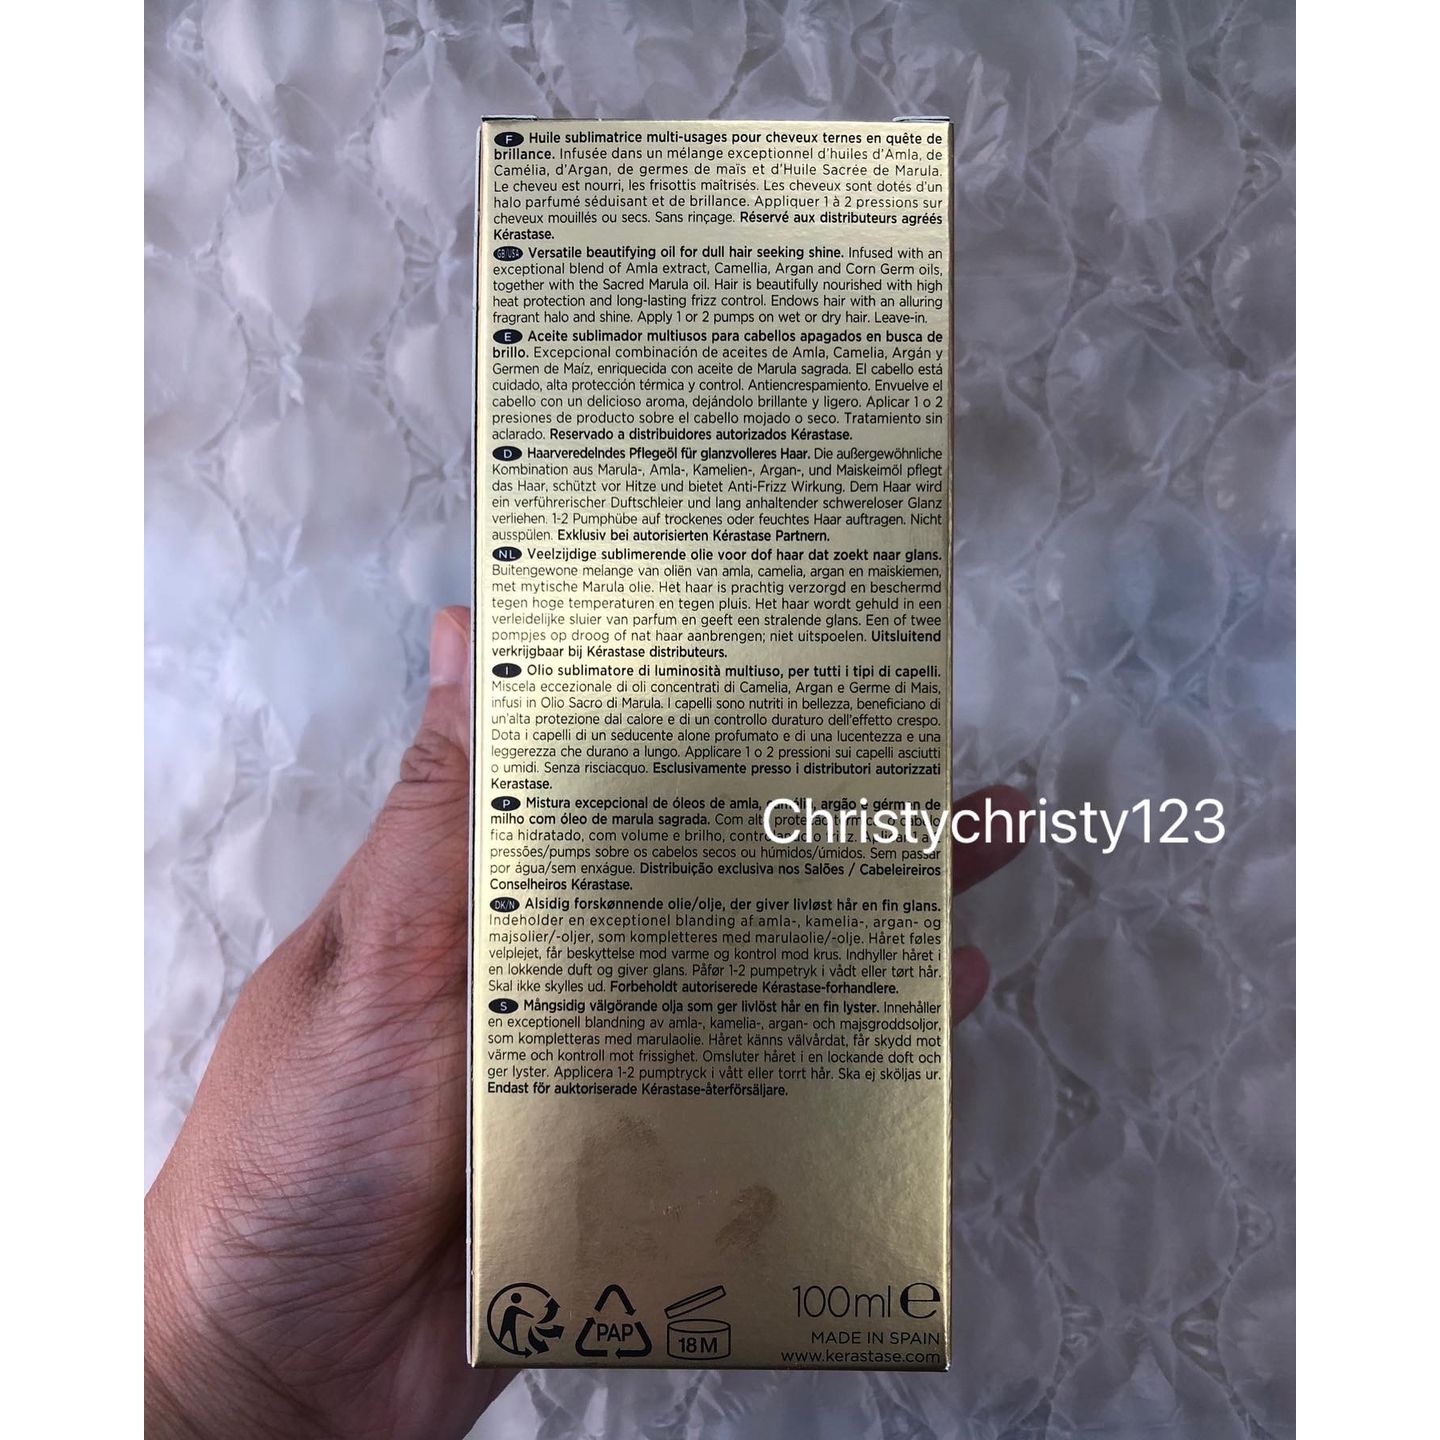 F Huile sublimatrice multi-usages pour cheveux ternes en quête de
brillance. Infusée dans un mélange exceptionnel d'huiles d'Amla, de
Camélia, d'Argan, de germes de maïs et d'Huile Sacrée de Marula.
Le cheveu est nourri, les frisottis maîtrisés. Les cheveux sont dotés d'un
halo parfumé séduisant et de brillance. Appliquer 1 à 2 pressions sur
cheveux mouillés ou secs. Sans rinçage. Réservé aux distributeurs agréés
Kérastase.
GB/USA Versatile beautifying oil for dull hair seeking shine. Infused with an
exceptional blend of Amla extract, Camellia, Argan and Corn Germ oils,
together with the Sacred Marula oil. Hair is beautifully nourished with high
heat protection and long-lasting frizz control. Endows hair with an alluring
fragrant halo and shine. Apply 1 or 2 pumps on wet or dry hair. Leave-in.
E Aceite sublimador multiusos para cabellos apagados en busca de
brillo. Excepcional combinación de aceites de Amla, Camelia, Argán y
Germen de Maíz, enriquecida con aceite de Marula sagrada. El cabello está
cuidado, alta protección térmica y control. Antiencrespamiento. Envuelve el
cabello con un delicioso aroma, dejándolo brillante y ligero. Aplicar 1 o 2
presiones de producto sobre el cabello mojado o seco. Tratamiento sin
aclarado. Reservado a distribuidores autorizados Kérastase.
D Haarveredelndes Pflegeöl für glanzvolleres Haar. Die außergewöhnliche
Kombination aus Marula-, Amla-, Kamelien-, Argan-, und Maiskeimöl pflegt
das Haar, schützt vor Hitze und bietet Anti-Frizz Wirkung. Dem Haar wird
ein verführerischer Duftschleier und lang anhaltender schwereloser Glanz
verliehen. 1-2 Pumphübe auf trockenes oder feuchtes Haar auftragen. Nicht
ausspülen. Exklusiv bei autorisierten Kérastase Partnern.
NL Veelzijdige sublimerende olie voor dof haar dat zoekt naar glans.
Buitengewone melange van oliën van amla, camelia, argan en maiskiemen,
met mytische Marula olie. Het haar is prachtig verzorgd en beschermd
tegen hoge temperaturen en tegen pluis. Het haar wordt gehuld in een
verleidelijke sluier van parfum en geeft een stralende glans. Een of twee
pompjes op droog of nat haar aanbrengen; niet uitspoelen. Uitsluitend
verkrijgbaar bij Kérastase distributeurs.
I Olio sublimatore di luminosità multiuso, per tutti i tipi di capelli.
Miscela eccezionale di oli concentrati di Camelia, Argan e Germe di Mais,
infusi in Olio Sacro di Marula. I capelli sono nutriti in bellezza, beneficiano di
un'alta protezione dal calore e di un controllo duraturo dell'effetto crespo.
Dota i capelli di un seducente alone profumato e di una lucentezza e una
leggerezza che durano a lungo. Applicare 1 o 2 pressioni sui capelli asciutti
o umidi. Senza risciacquo. Esclusivamente presso i distributori autorizzati
Kerastase.
P Mistura excepcional de óleos de amla, camélia, argão e gérmen de
milho com óleo de marula sagrada. Com alta
fica hidratado, com volume e brilho,
pressões/pumps sobre os cabelos secos ou húmidos/úmidos. Sem passar
por água/sem enxágue. Distribuição exclusiva nos Salões / Cabeleireiros
Conselheiros Kérastase.
Christychristy123
DK/N Alsidig forskønnende olie/olje, der giver livløst hår en fin glans.
Indeholder en exceptionel blanding af amla-, kamelia-, argan- og
majsolier/-oljer, som kompletteres med marulaolie/-olje. Håret føles
velplejet, får beskyttelse mod varme og kontrol mod krus. Indhyller håret i
en lokkende duft og giver glans. Påfør 1-2 pumpetryk i vådt eller tørt hår.
Skal ikke skylles ud. Forbeholdt autoriserede Kérastase-forhandlere.
S Mångsidig välgörande olja som ger livlöst hår en fin lyster. Innehåller
en exceptionell blandning av amla-, kamelia-, argan- och majsgroddsoljor,
som kompletteras med marulaolie. Håret känns välvårdat, får skydd mot
värme och kontroll mot frissighet. Omsluter håret i en lockande doft och
ger lyster. Applicera 1-2 pumptryck i vått eller torrt hår. Ska ej sköljas ur.
Endast för auktoriserade Kérastase-återförsäljare.
PAP
18 M
100ml e
MADE IN SPAIN
www.kerastase.com